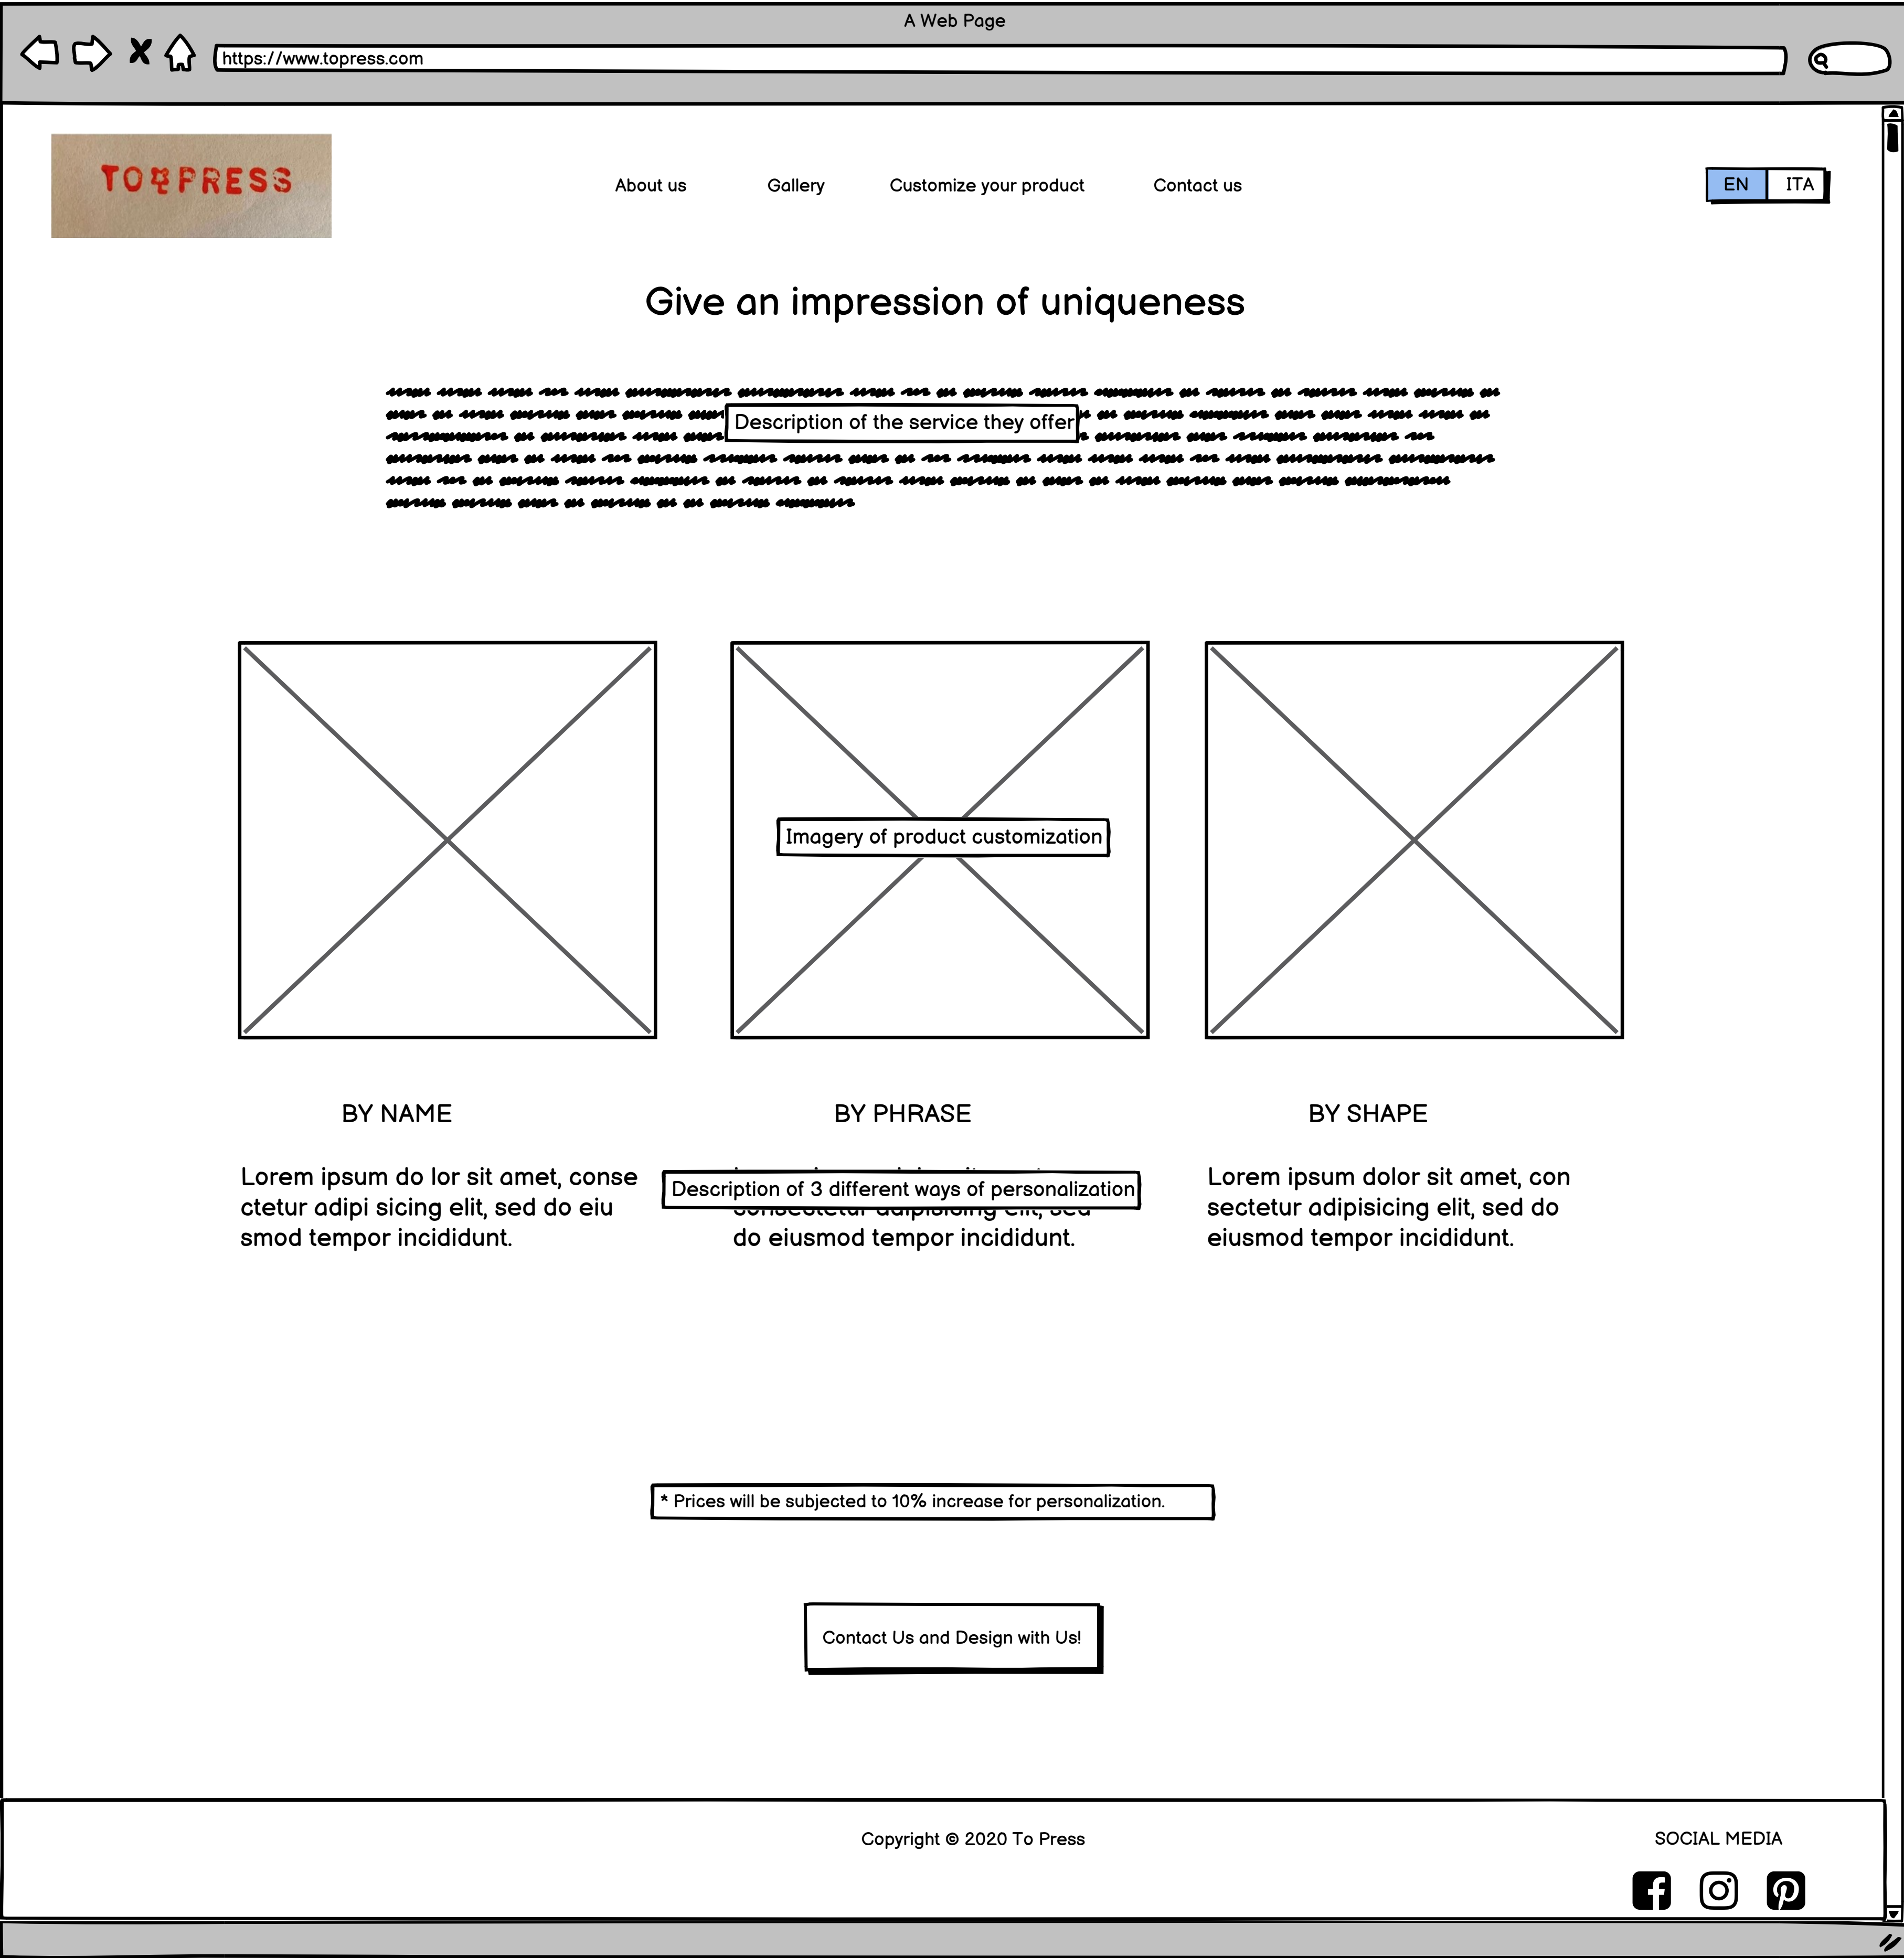 A Web Page
https://www.topress.com
TO PRESS
About us Gallery Customize your product Contact us
EN ITA
Give an impression of uniqueness
Description of the service they offer
Imagery of product customization
BY NAME BY PHRASE BY SHAPE
Lorem ipsum do lor sit amet, conse
ctetur adipi sicing elit, sed do eiu
smod tempor incididunt.
Description of 3 different ways of personalization
consectetur adipisicing elit, sed
do eiusmod tempor incididunt.
Lorem ipsum dolor sit amet, con
sectetur adipisicing elit, sed do
eiusmod tempor incididunt.
* Prices will be subjected to 10% increase for personalization.
Contact Us and Design with Us!
Copyright © 2020 To Press
SOCIAL MEDIA